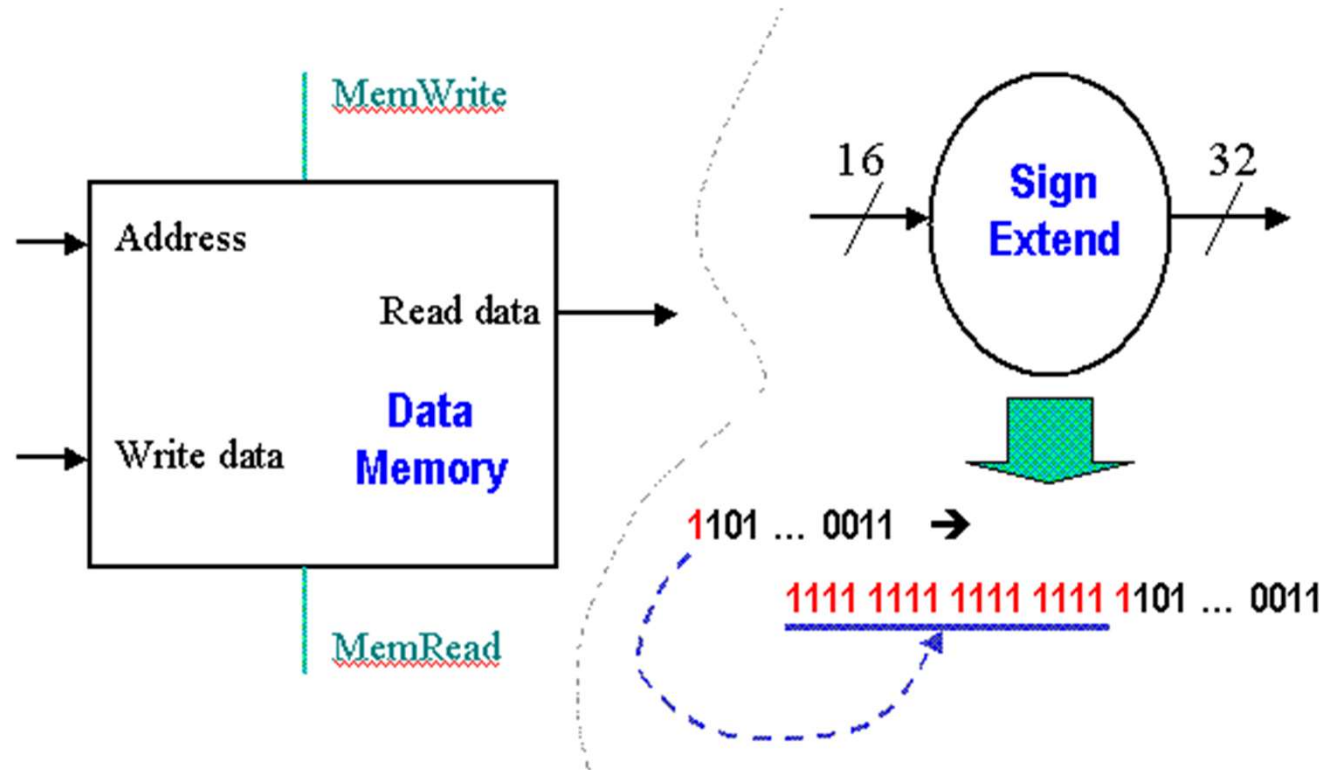 MemWrite
Address
Read data
Data
Memory
Write data
MemRead
16
32
Sign
Extend
1101 ... 0011 ➔
1111 1111 1111 1111 1101 ... 0011